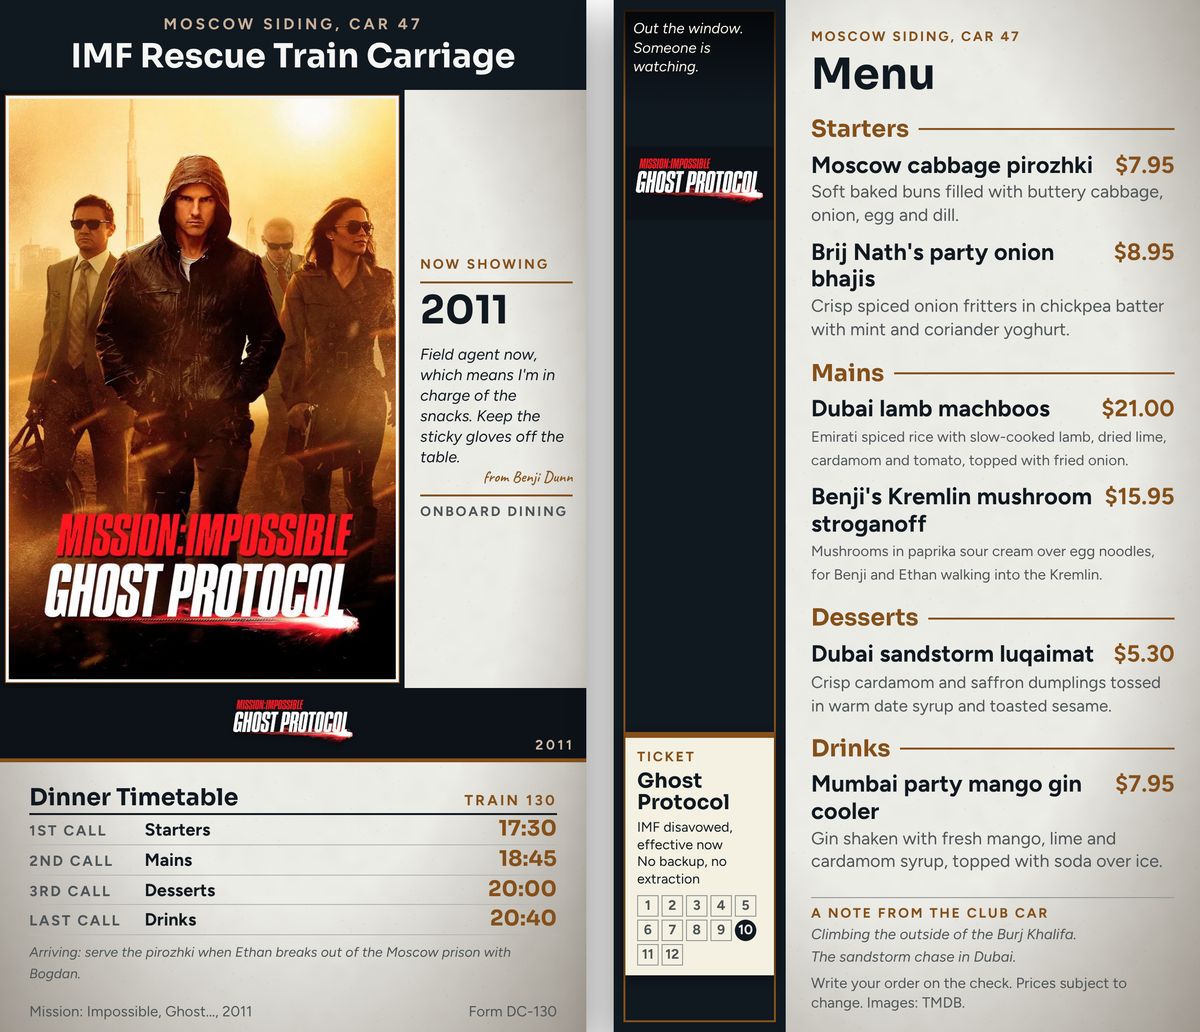 MOSCOW SIDING, CAR 47
IMF Rescue Train Carriage
MISSION: IMPOSSIBLE
GHOST PROTOCOL
NOW SHOWING
2011
Field agent now,
which means I'm in
charge of the
snacks. Keep the
sticky gloves off the
table.
from Benji Dunn
ONBOARD DINING
MISSION: IMPOSSIBLE
GHOST PROTOCOL
2011
Dinner Timetable TRAIN 130
1ST CALL Starters 17:30
2ND CALL Mains 18:45
3RD CALL Desserts 20:00
LAST CALL Drinks 20:40
Arriving: serve the pirozhki when Ethan breaks out of the Moscow prison with
Bogdan.
Mission: Impossible, Ghost..., 2011 Form DC-130
Out the window.
Someone is
watching.
MISSION: IMPOSSIBLE
GHOST PROTOCOL
TICKET
Ghost
Protocol
IMF disavowed,
effective now
No backup, no
extraction
1 2 3 4 5
6 7 8 9 10
11 12
MOSCOW SIDING, CAR 47
Menu
Starters
Moscow cabbage pirozhki $7.95
Soft baked buns filled with buttery cabbage,
onion, egg and dill.
Brij Nath's party onion $8.95
bhajis
Crisp spiced onion fritters in chickpea batter
with mint and coriander yoghurt.
Mains
Dubai lamb machboos $21.00
Emirati spiced rice with slow-cooked lamb, dried lime,
cardamom and tomato, topped with fried onion.
Benji's Kremlin mushroom $15.95
stroganoff
Mushrooms in paprika sour cream over egg noodles,
for Benji and Ethan walking into the Kremlin.
Desserts
Dubai sandstorm luqaimat $5.30
Crisp cardamom and saffron dumplings tossed
in warm date syrup and toasted sesame.
Drinks
Mumbai party mango gin $7.95
cooler
Gin shaken with fresh mango, lime and
cardamom syrup, topped with soda over ice.
A NOTE FROM THE CLUB CAR
Climbing the outside of the Burj Khalifa.
The sandstorm chase in Dubai.
Write your order on the check. Prices subject to
change. Images: TMDB.